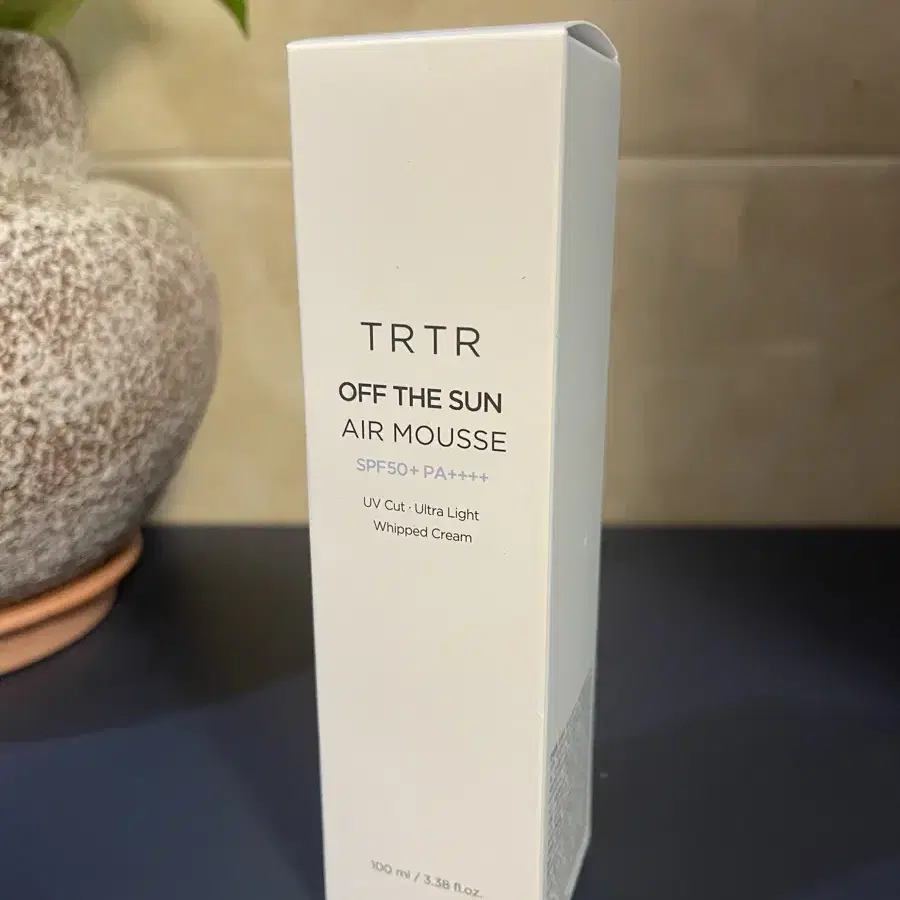 TRTR
OFF THE SUN
AIR MOUSSE
SPF50+ PA++++
UV Cut · Ultra Light
Whipped Cream
100 ml / 3.38 fl.oz.